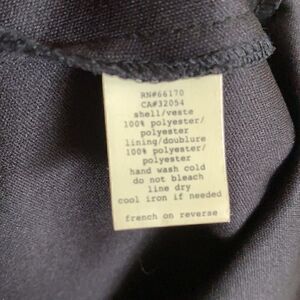 RN#66170
CA#32054
shell/veste
100% polyester/
polyester
lining/doublure
100% polyester/
polyester
hand wash cold
do not bleach
line dry
cool iron if needed
french on reverse